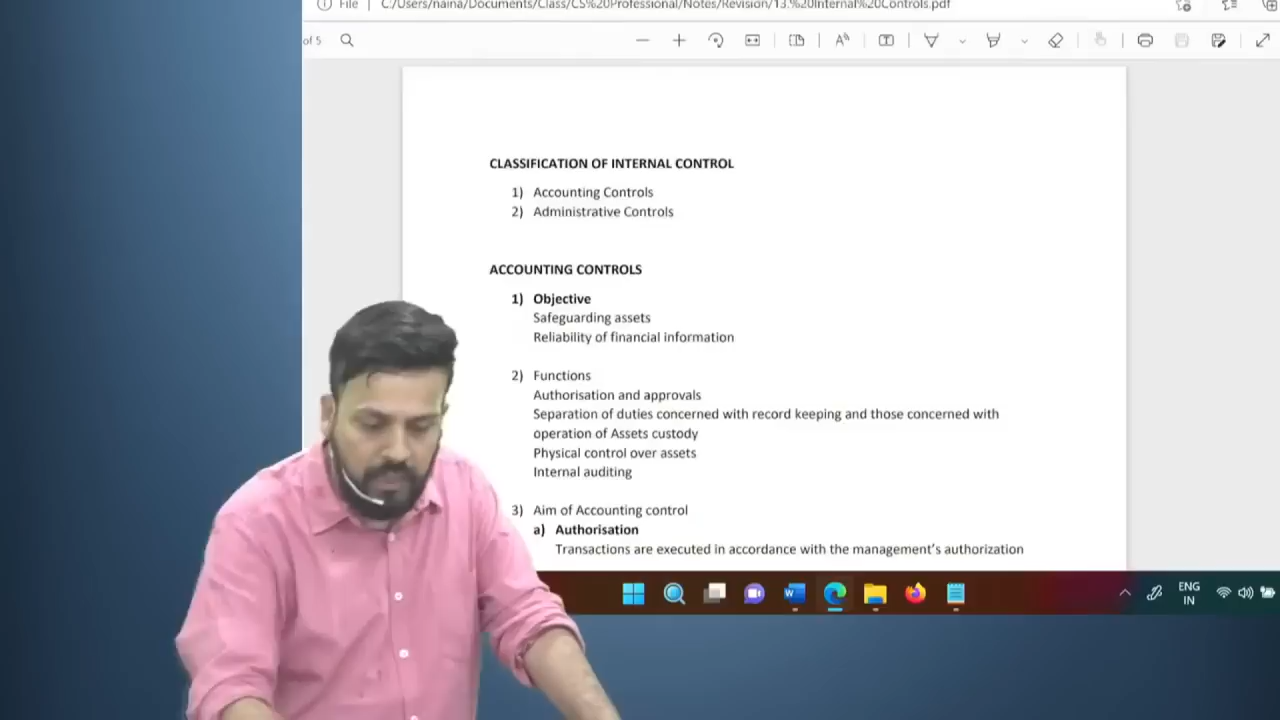 File
C:/Users/naina/Documents/Class/CS%20Professional/Notes/Revision/13.%20Internal%20Controls.pdf
of 5
CLASSIFICATION OF INTERNAL CONTROL
1) Accounting Controls
2) Administrative Controls
ACCOUNTING CONTROLS
1) Objective
Safeguarding assets
Reliability of financial information
2) Functions
Authorisation and approvals
Separation of duties concerned with record keeping and those concerned with
operation of Assets custody
Physical control over assets
Internal auditing
3) Aim of Accounting control
a) Authorisation
Transactions are executed in accordance with the management's authorization
ENG
IN